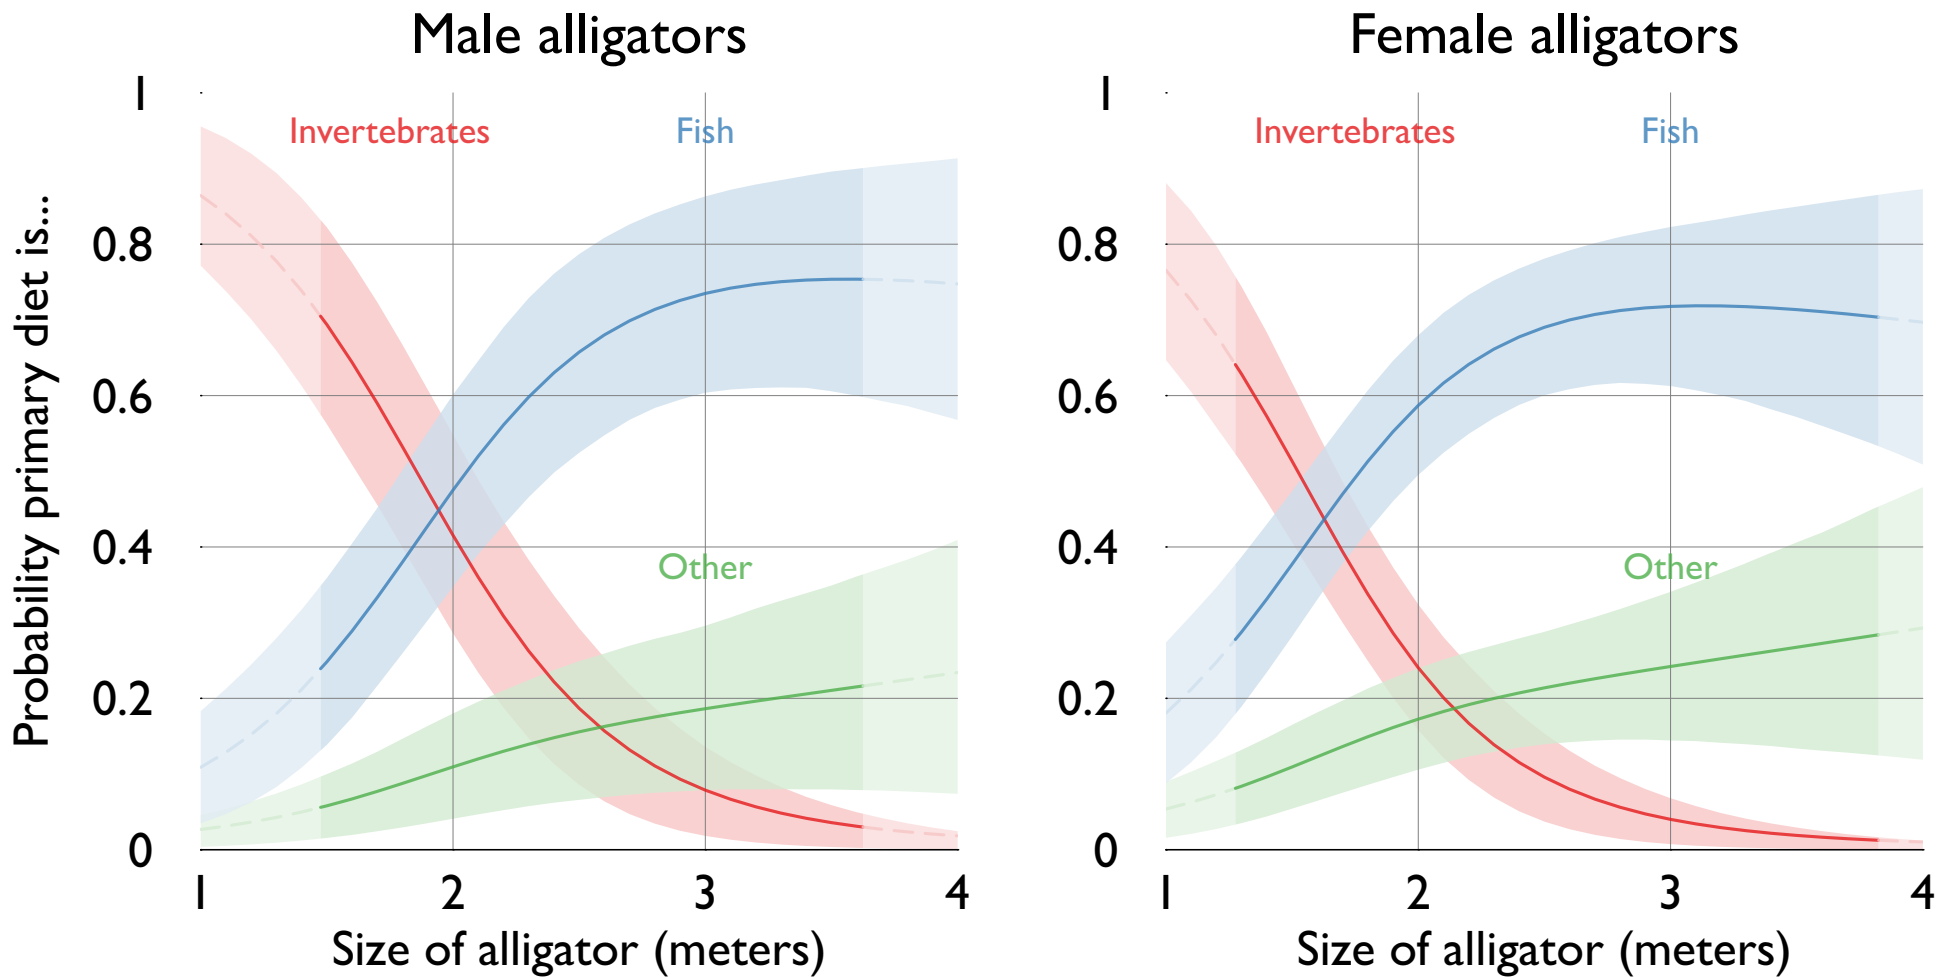 Male alligators
Probability primary diet is...
1
0.8
0.6
0.4
0.2
0
Invertebrates
Fish
Other
1 2 3 4
Size of alligator (meters)
Female alligators
1
0.8
0.6
0.4
0.2
0
Invertebrates
Fish
Other
1 2 3 4
Size of alligator (meters)